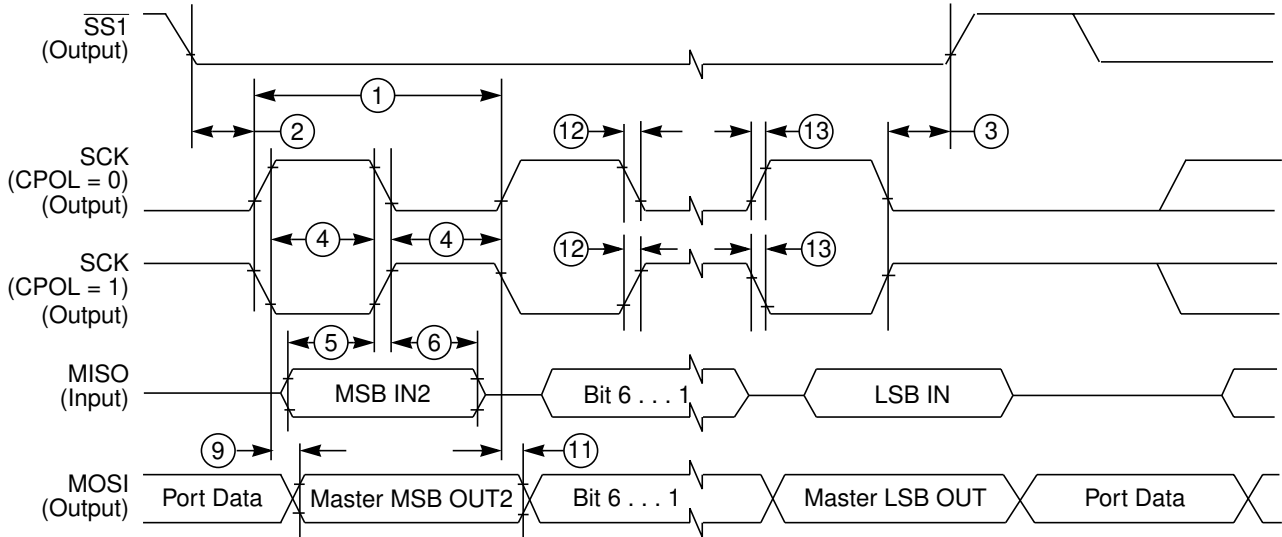 SS1
(Output)
1
2
12
13
3
SCK
(CPOL = 0)
(Output)
4
4
SCK
(CPOL = 1)
(Output)
12
13
5
6
MISO
(Input)
MSB IN2
Bit 6 . . . 1
LSB IN
9
11
MOSI
(Output)
Port Data
Master MSB OUT2
Bit 6 . . . 1
Master LSB OUT
Port Data